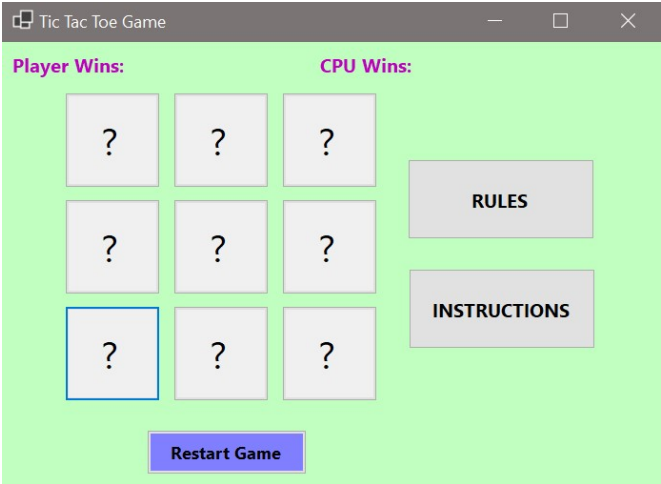 Tic Tac Toe Game
Player Wins: CPU Wins:
? ? ?
RULES
? ? ?
INSTRUCTIONS
? ? ?
Restart Game